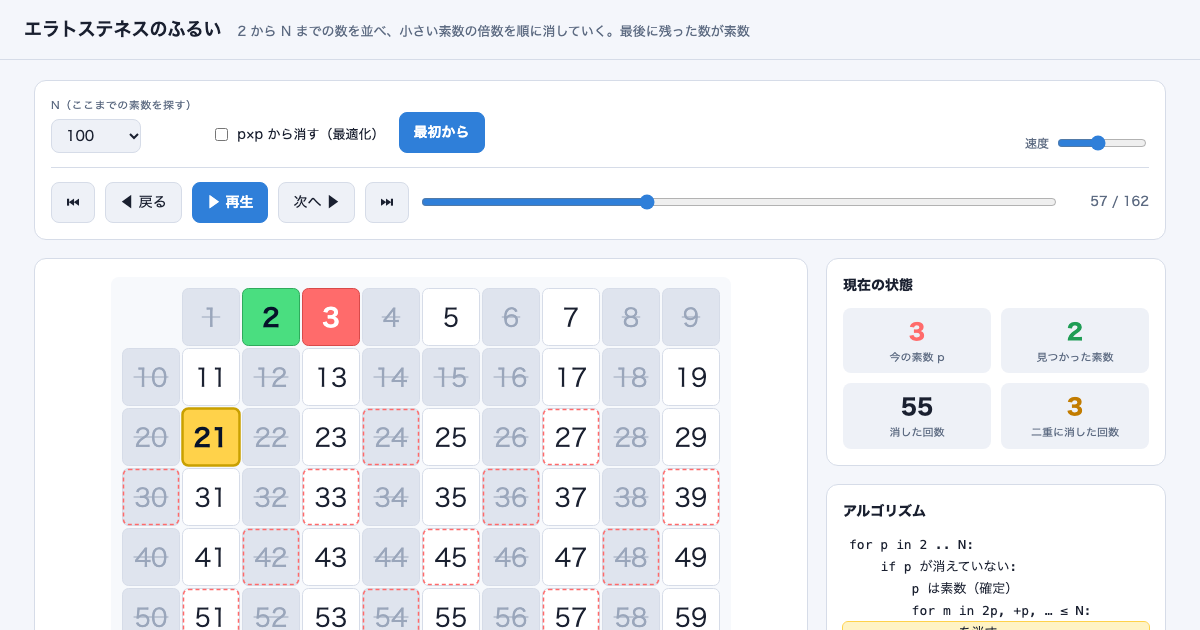 エラトステネスのふるい 2 から N までの数を並べ、小さい素数の倍数を順に消していく。最後に残った数が素数
N（ここまでの素数を探す）
100 p×p から消す（最適化） 最初から 速度
⏮ ◀ 戻る ▶ 再生 次へ ▶ ⏭ 57 / 162
1 2 3 4 5 6 7 8 9
10 11 12 13 14 15 16 17 18 19
20 21 22 23 24 25 26 27 28 29
30 31 32 33 34 35 36 37 38 39
40 41 42 43 44 45 46 47 48 49
50 51 52 53 54 55 56 57 58 59
現在の状態
3 2
今の素数 p 見つかった素数
55 3
消した回数 二重に消した回数
アルゴリズム
for p in 2 .. N:
if p が消えていない:
p は素数（確定）
for m in 2p, +p, … ≤ N: